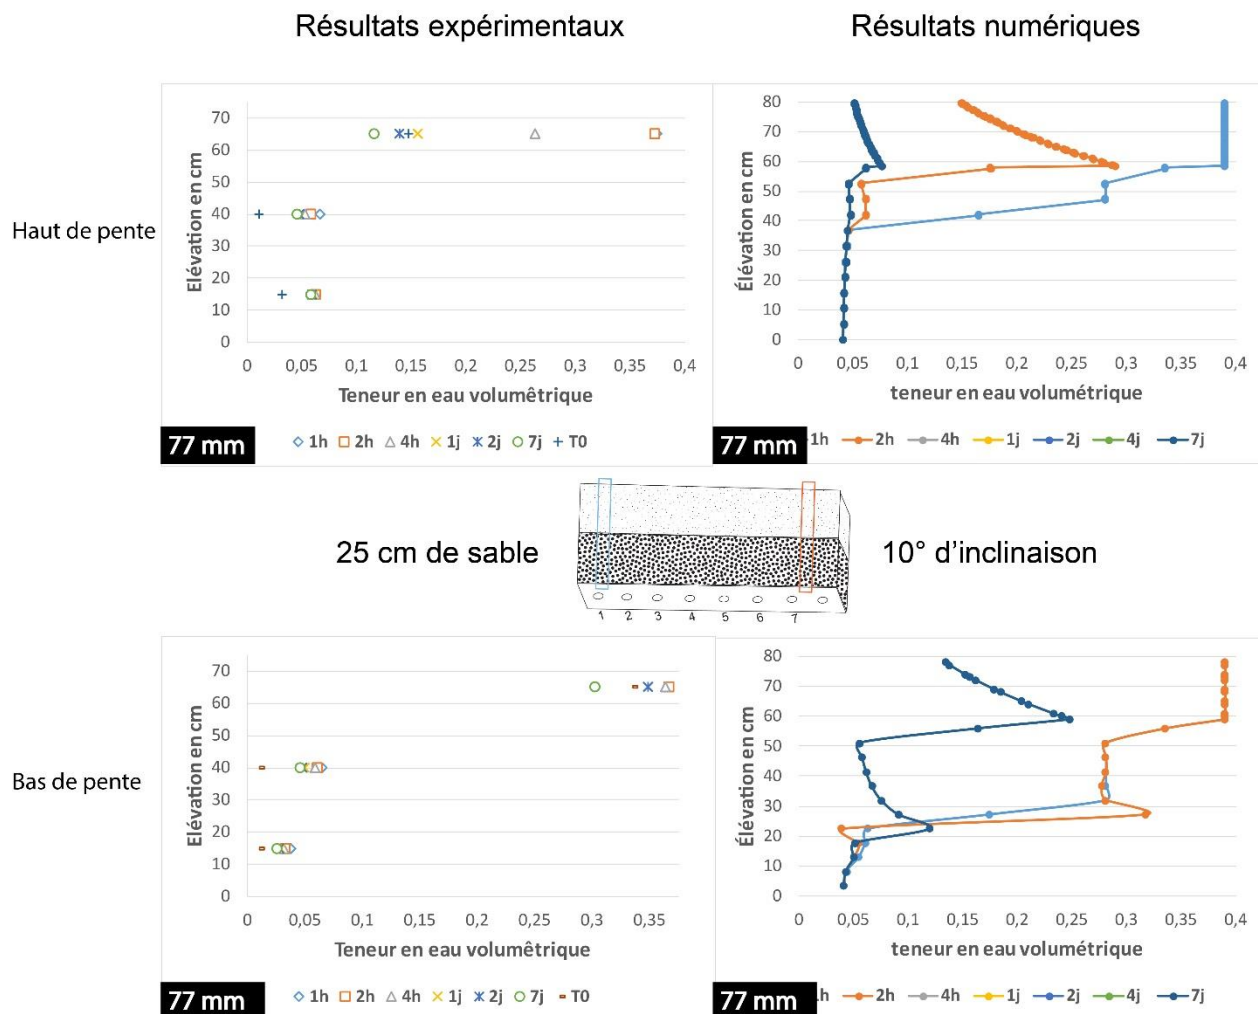 Résultats expérimentaux
Résultats numériques
Haut de pente
Elévation en cm
70
60
50
40
30
20
10
0
0 0,05 0,1 0,15 0,2 0,25 0,3 0,35 0,4
Teneur en eau volumêtrique
77 mm
1h 2h 4h 1j 2j 7j T0
Élévation en cm
80
70
60
50
40
30
20
10
0
0 0,05 0,1 0,15 0,2 0,25 0,3 0,35 0,4
teneur en eau volumétrique
77 mm
1h 2h 4h 1j 2j 4j 7j
25 cm de sable
1 2 3 4 5 6 7
10° d’inclinaison
Bas de pente
Elévation en cm
70
60
50
40
30
20
10
0
0 0,05 0,1 0,15 0,2 0,25 0,3 0,35
Teneur en eau volumêtrique
77 mm
1h 2h 4h 1j 2j 7j T0
Élévation en cm
80
70
60
50
40
30
20
10
0
0 0,05 0,1 0,15 0,2 0,25 0,3 0,35 0,4
teneur en eau volumétrique
77 mm
1h 2h 4h 1j 2j 4j 7j